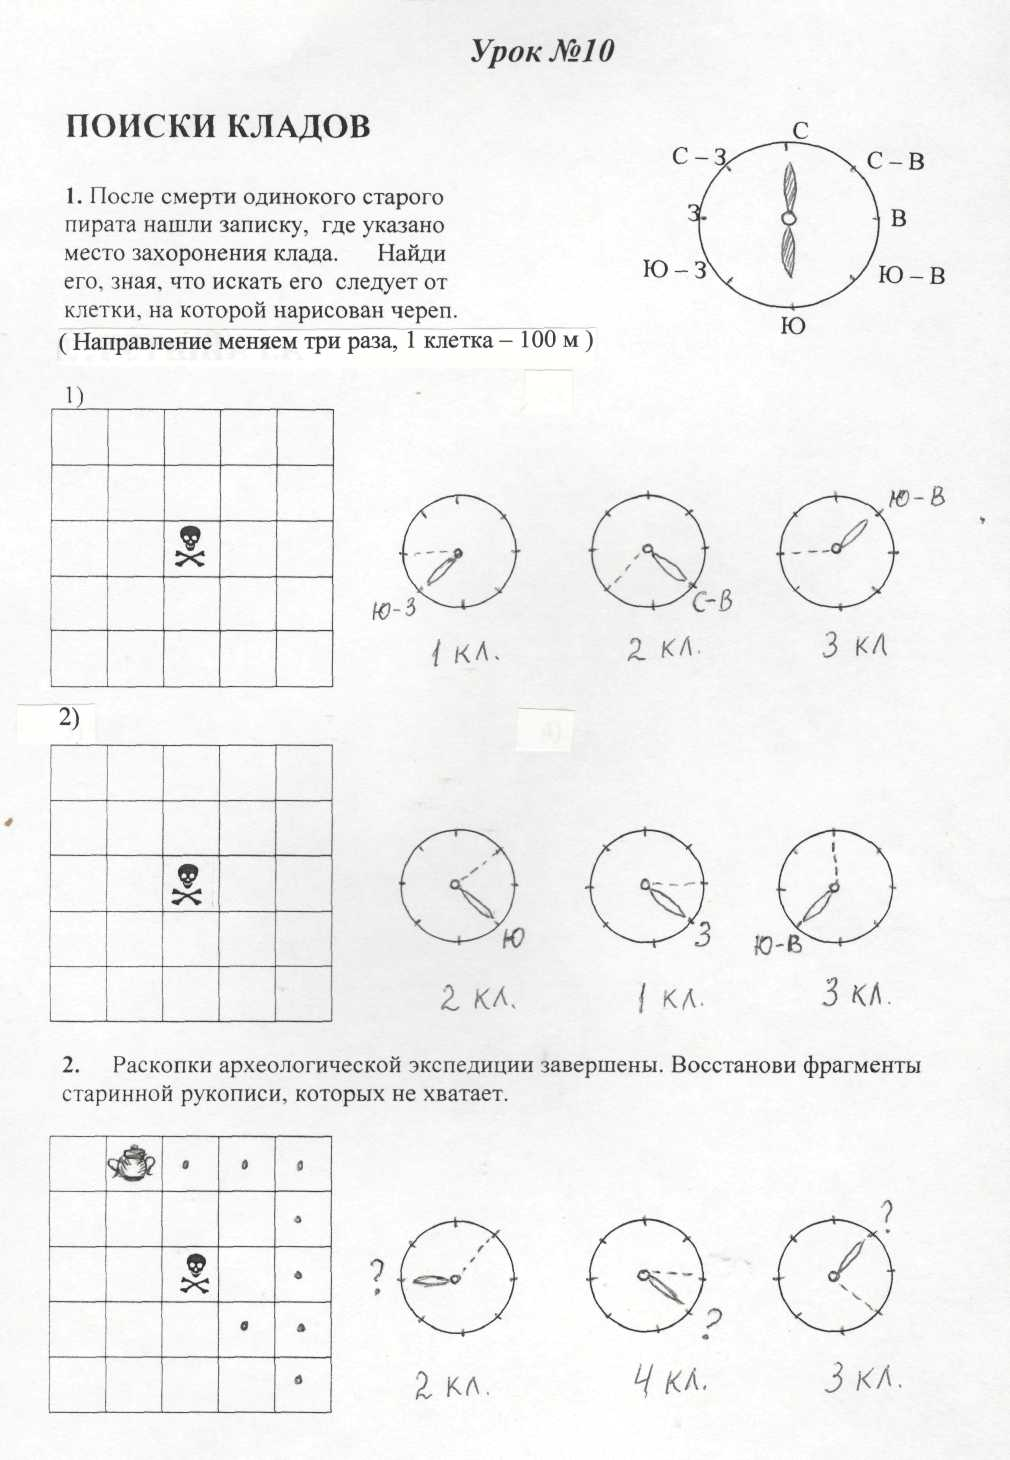 Урок №10
ПОИСКИ КЛАДОВ
С
С – З
С – В
З
В
Ю – З
Ю – В
Ю
1. После смерти одинокого старого
пирата нашли записку, где указано
место захоронения клада. Найди
его, зная, что искать его следует от
клетки, на которой нарисован череп.
( Направление меняем три раза, 1 клетка – 100 м )
1)
Ю-З
С-В
Ю-В
1 кл.
2 кл.
3 кл
2)
Ю
З
Ю-В
2 кл.
1 кл.
3 кл.
2. Раскопки археологической экспедиции завершены. Восстанови фрагменты
старинной рукописи, которых не хватает.
?
?
?
2 кл.
4 кл.
3 кл.